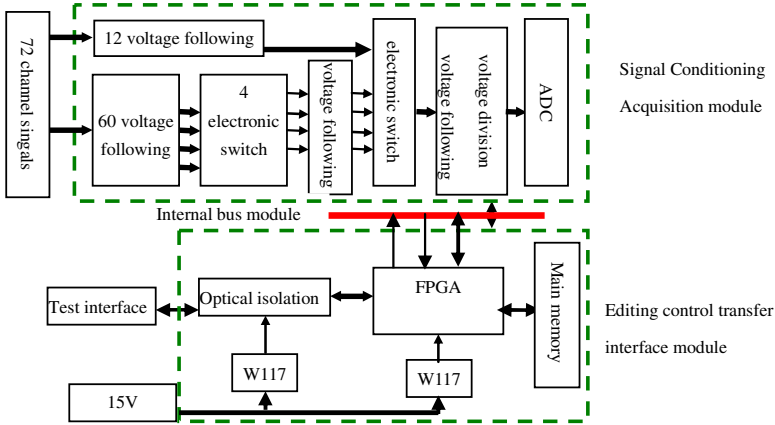 72 channel singals
12 voltage following
60 voltage
following
4
electronic
switch
voltage following
electronic switch
voltage following
voltage division
ADC
Signal Conditioning
Acquisition module
Internal bus module
Test interface
Optical isolation
FPGA
Main memory
Editing control transfer
interface module
W117
W117
15V